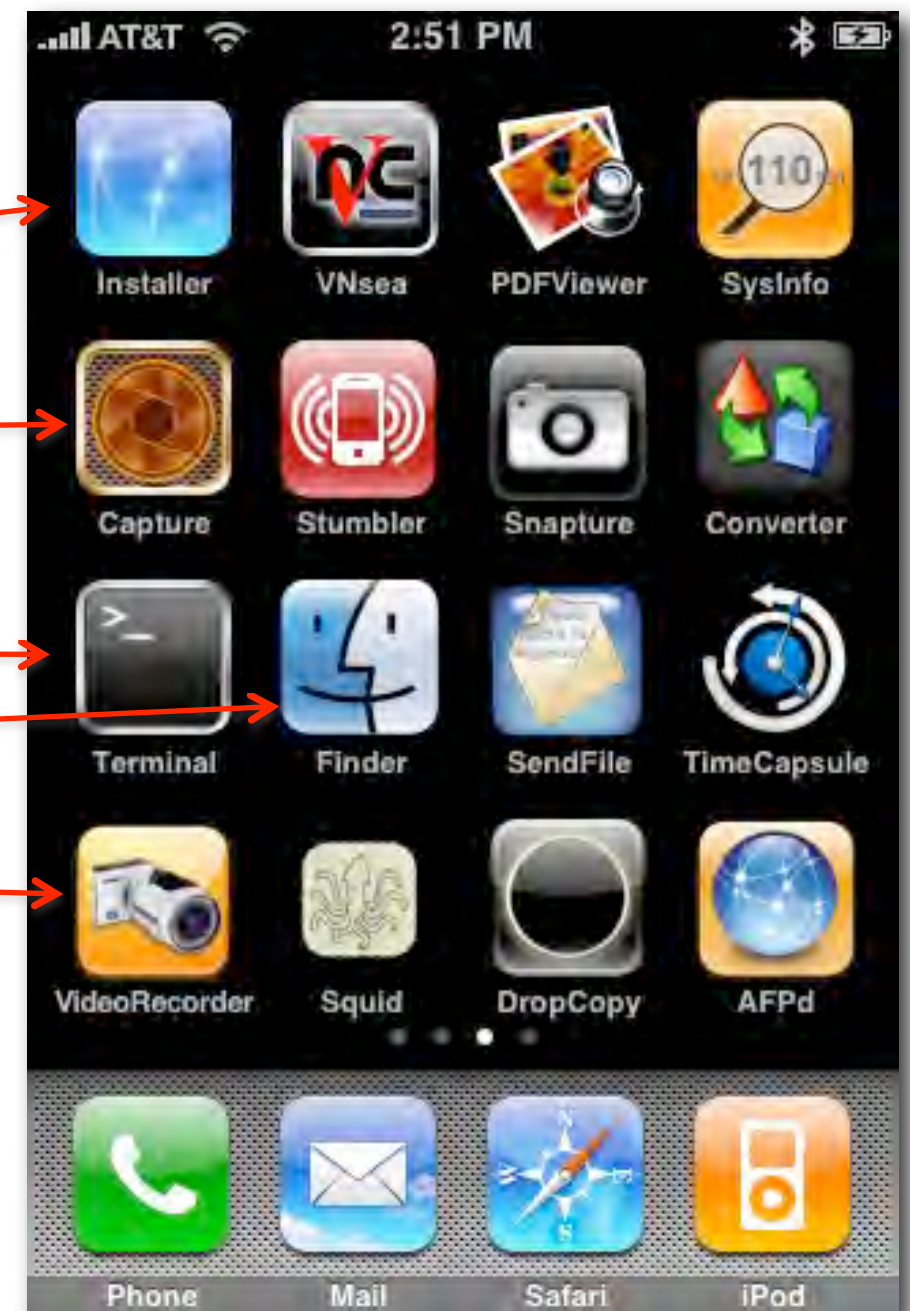 AT&T 2:51 PM
VNC
110
Installer VNsea PDFViewer SysInfo
Capture Stumbler Snapture Converter
>_
Terminal Finder SendFile TimeCapsule
VideoRecorder Squid DropCopy AFPd
N
W E
S
Phone Mail Safari iPod